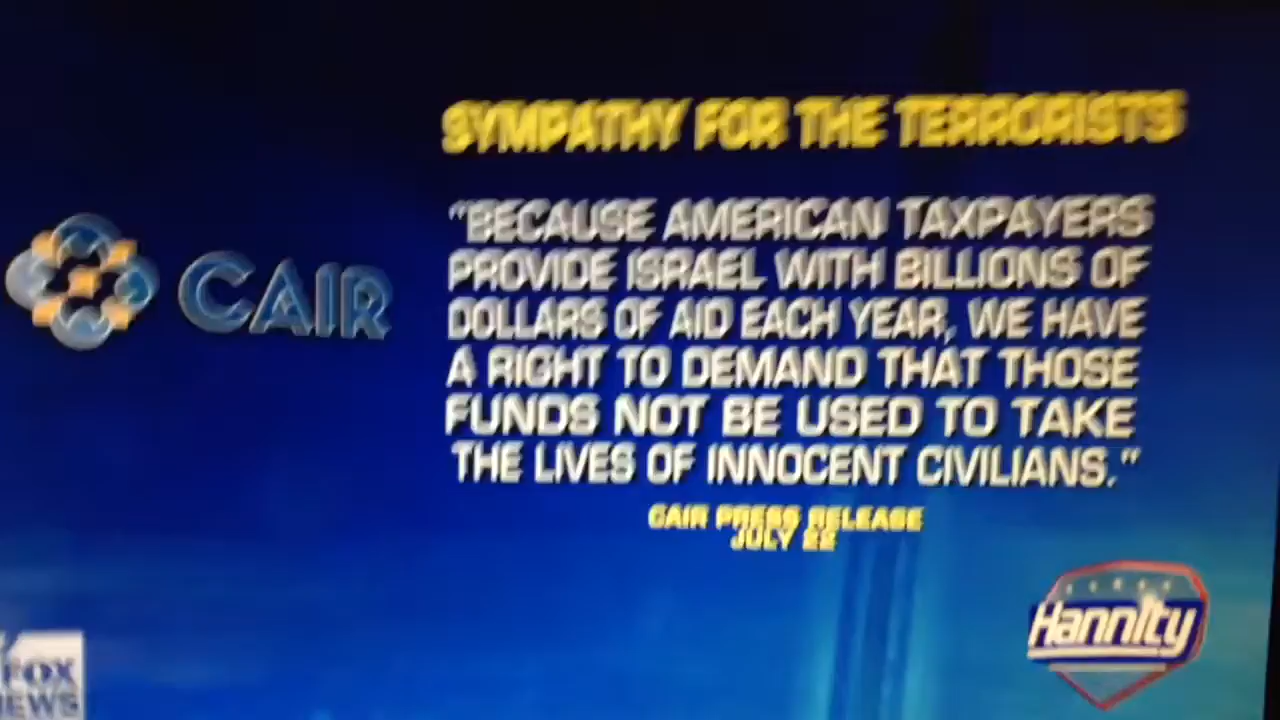 SYMPATHY FOR THE TERRORISTS
"BECAUSE AMERICAN TAXPAYERS
PROVIDE ISRAEL WITH BILLIONS OF
DOLLARS OF AID EACH YEAR, WE HAVE
A RIGHT TO DEMAND THAT THOSE
FUNDS NOT BE USED TO TAKE
THE LIVES OF INNOCENT CIVILIANS."
CAIR PRESS RELEASE
JULY 22
CAIR
Hannity
FOX
NEWS